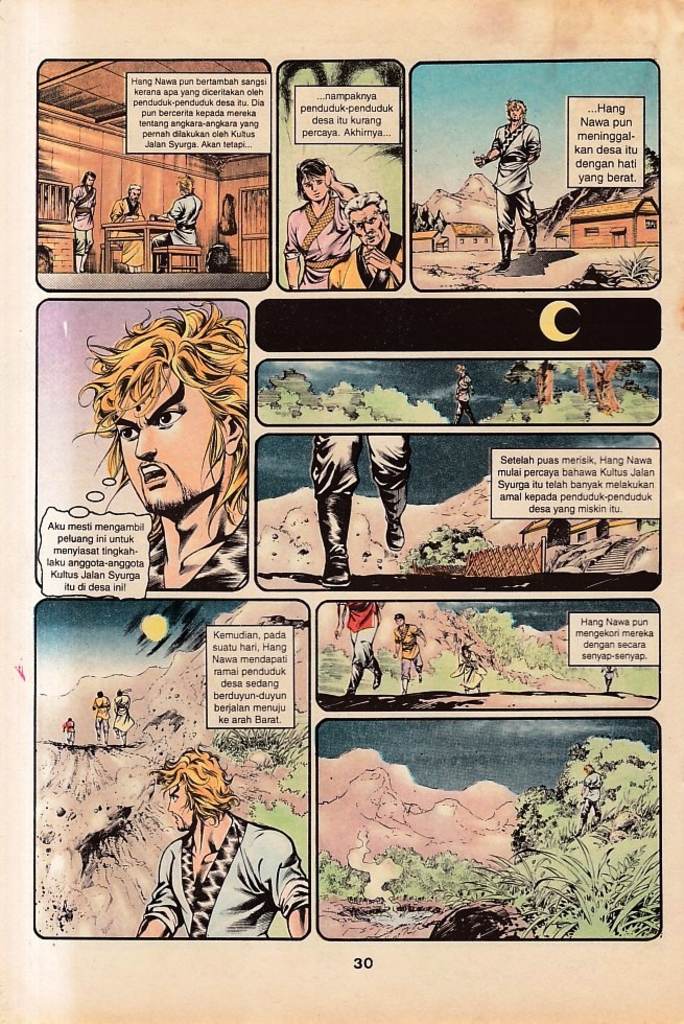 Hang Nawa pun bertambah sangsi
kerana apa yang diceritakan oleh
penduduk-penduduk desa itu. Dia
pun bercerita kepada mereka
tentang angkara-angkara yang
pernah dilakukan oleh Kultus
Jalan Syurga. Akan tetapi...
...nampaknya
penduduk-penduduk
desa itu kurang
percaya. Akhirnya...
...Hang
Nawa pun
meninggal-
kan desa itu
dengan hati
yang berat.
Aku mesti mengambil
peluang ini untuk
menyiasat tingkah-
laku anggota-anggota
Kultus Jalan Syurga
itu di desa ini!
Setelah puas merisik, Hang Nawa
mulai percaya bahawa Kultus Jalan
Syurga itu telah banyak melakukan
amal kepada penduduk-penduduk
desa yang miskin itu.
Kemudian, pada
suatu hari, Hang
Nawa mendapati
ramai penduduk
desa sedang
berduyun-duyun
berjalan menuju
ke arah Barat.
Hang Nawa pun
mengekori mereka
dengan secara
senyap-senyap.
30